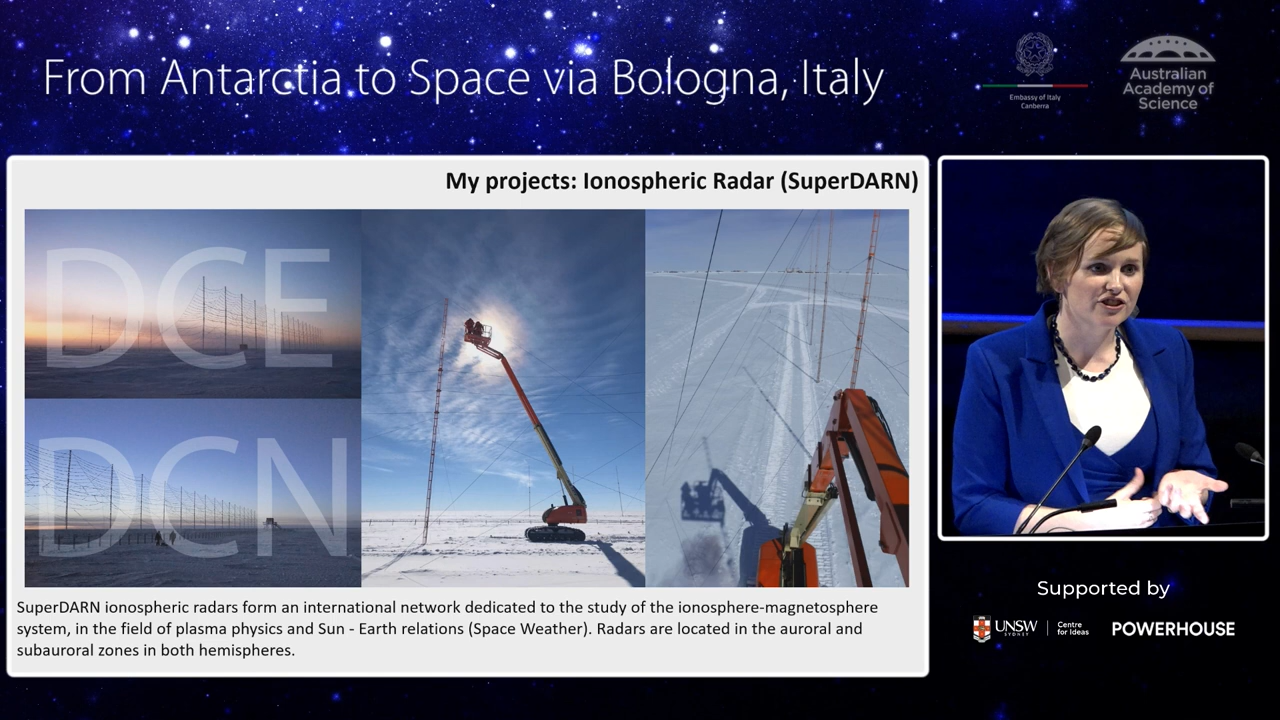 From Antarctia to Space via Bologna, Italy
Embassy of Italy
Canberra
Australian
Academy of
Science
My projects: Ionospheric Radar (SuperDARN)
DCE
DCN
SuperDARN ionospheric radars form an international network dedicated to the study of the ionosphere-magnetosphere
system, in the field of plasma physics and Sun - Earth relations (Space Weather). Radars are located in the auroral and
subauroral zones in both hemispheres.
Supported by
UNSW
SYDNEY
Centre
for Ideas
POWERHOUSE